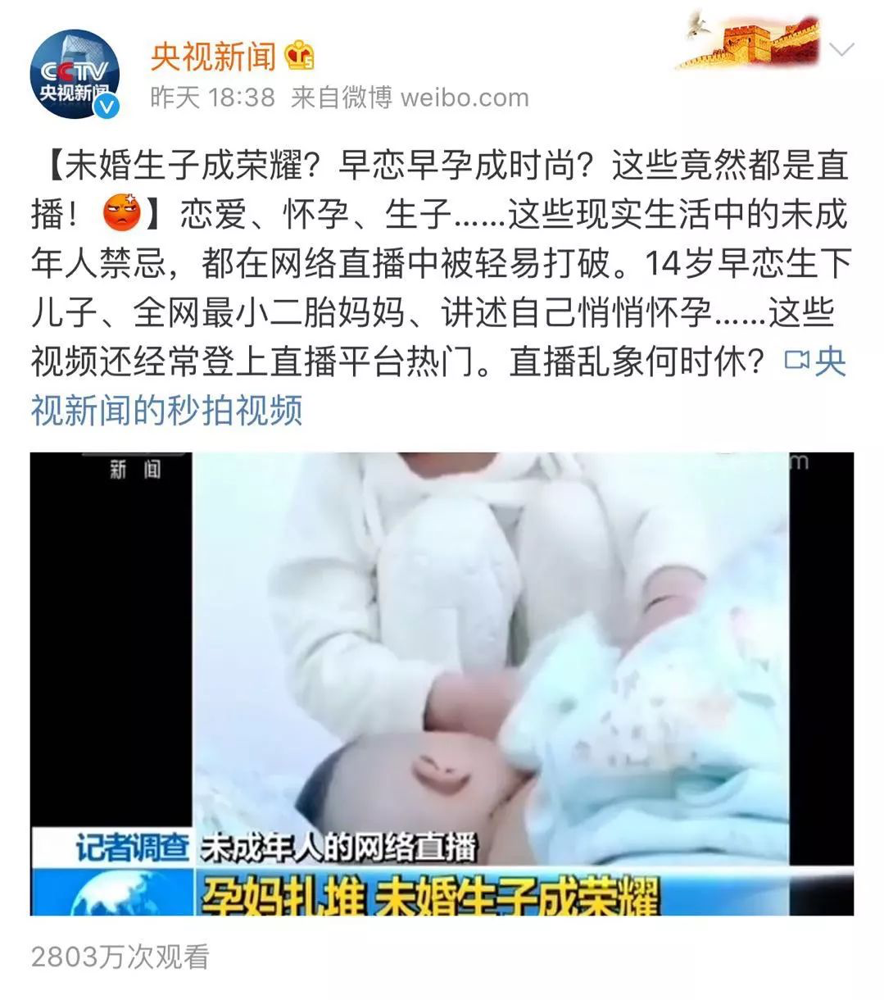 CCTV
央视新闻
央视新闻
昨天 18:38 来自微博 weibo.com
【未婚生子成荣耀？早恋早孕成时尚？这些竟然都是直
播！】恋爱、怀孕、生子……这些现实生活中的未成
年人禁忌，都在网络直播中被轻易打破。14岁早恋生下
儿子、全网最小二胎妈妈、讲述自己悄悄怀孕……这些
视频还经常登上直播平台热门。直播乱象何时休？央
视新闻的秒拍视频
新闻
记者调查 未成年人的网络直播
孕妈扎堆 未婚生子成荣耀
2803万次观看